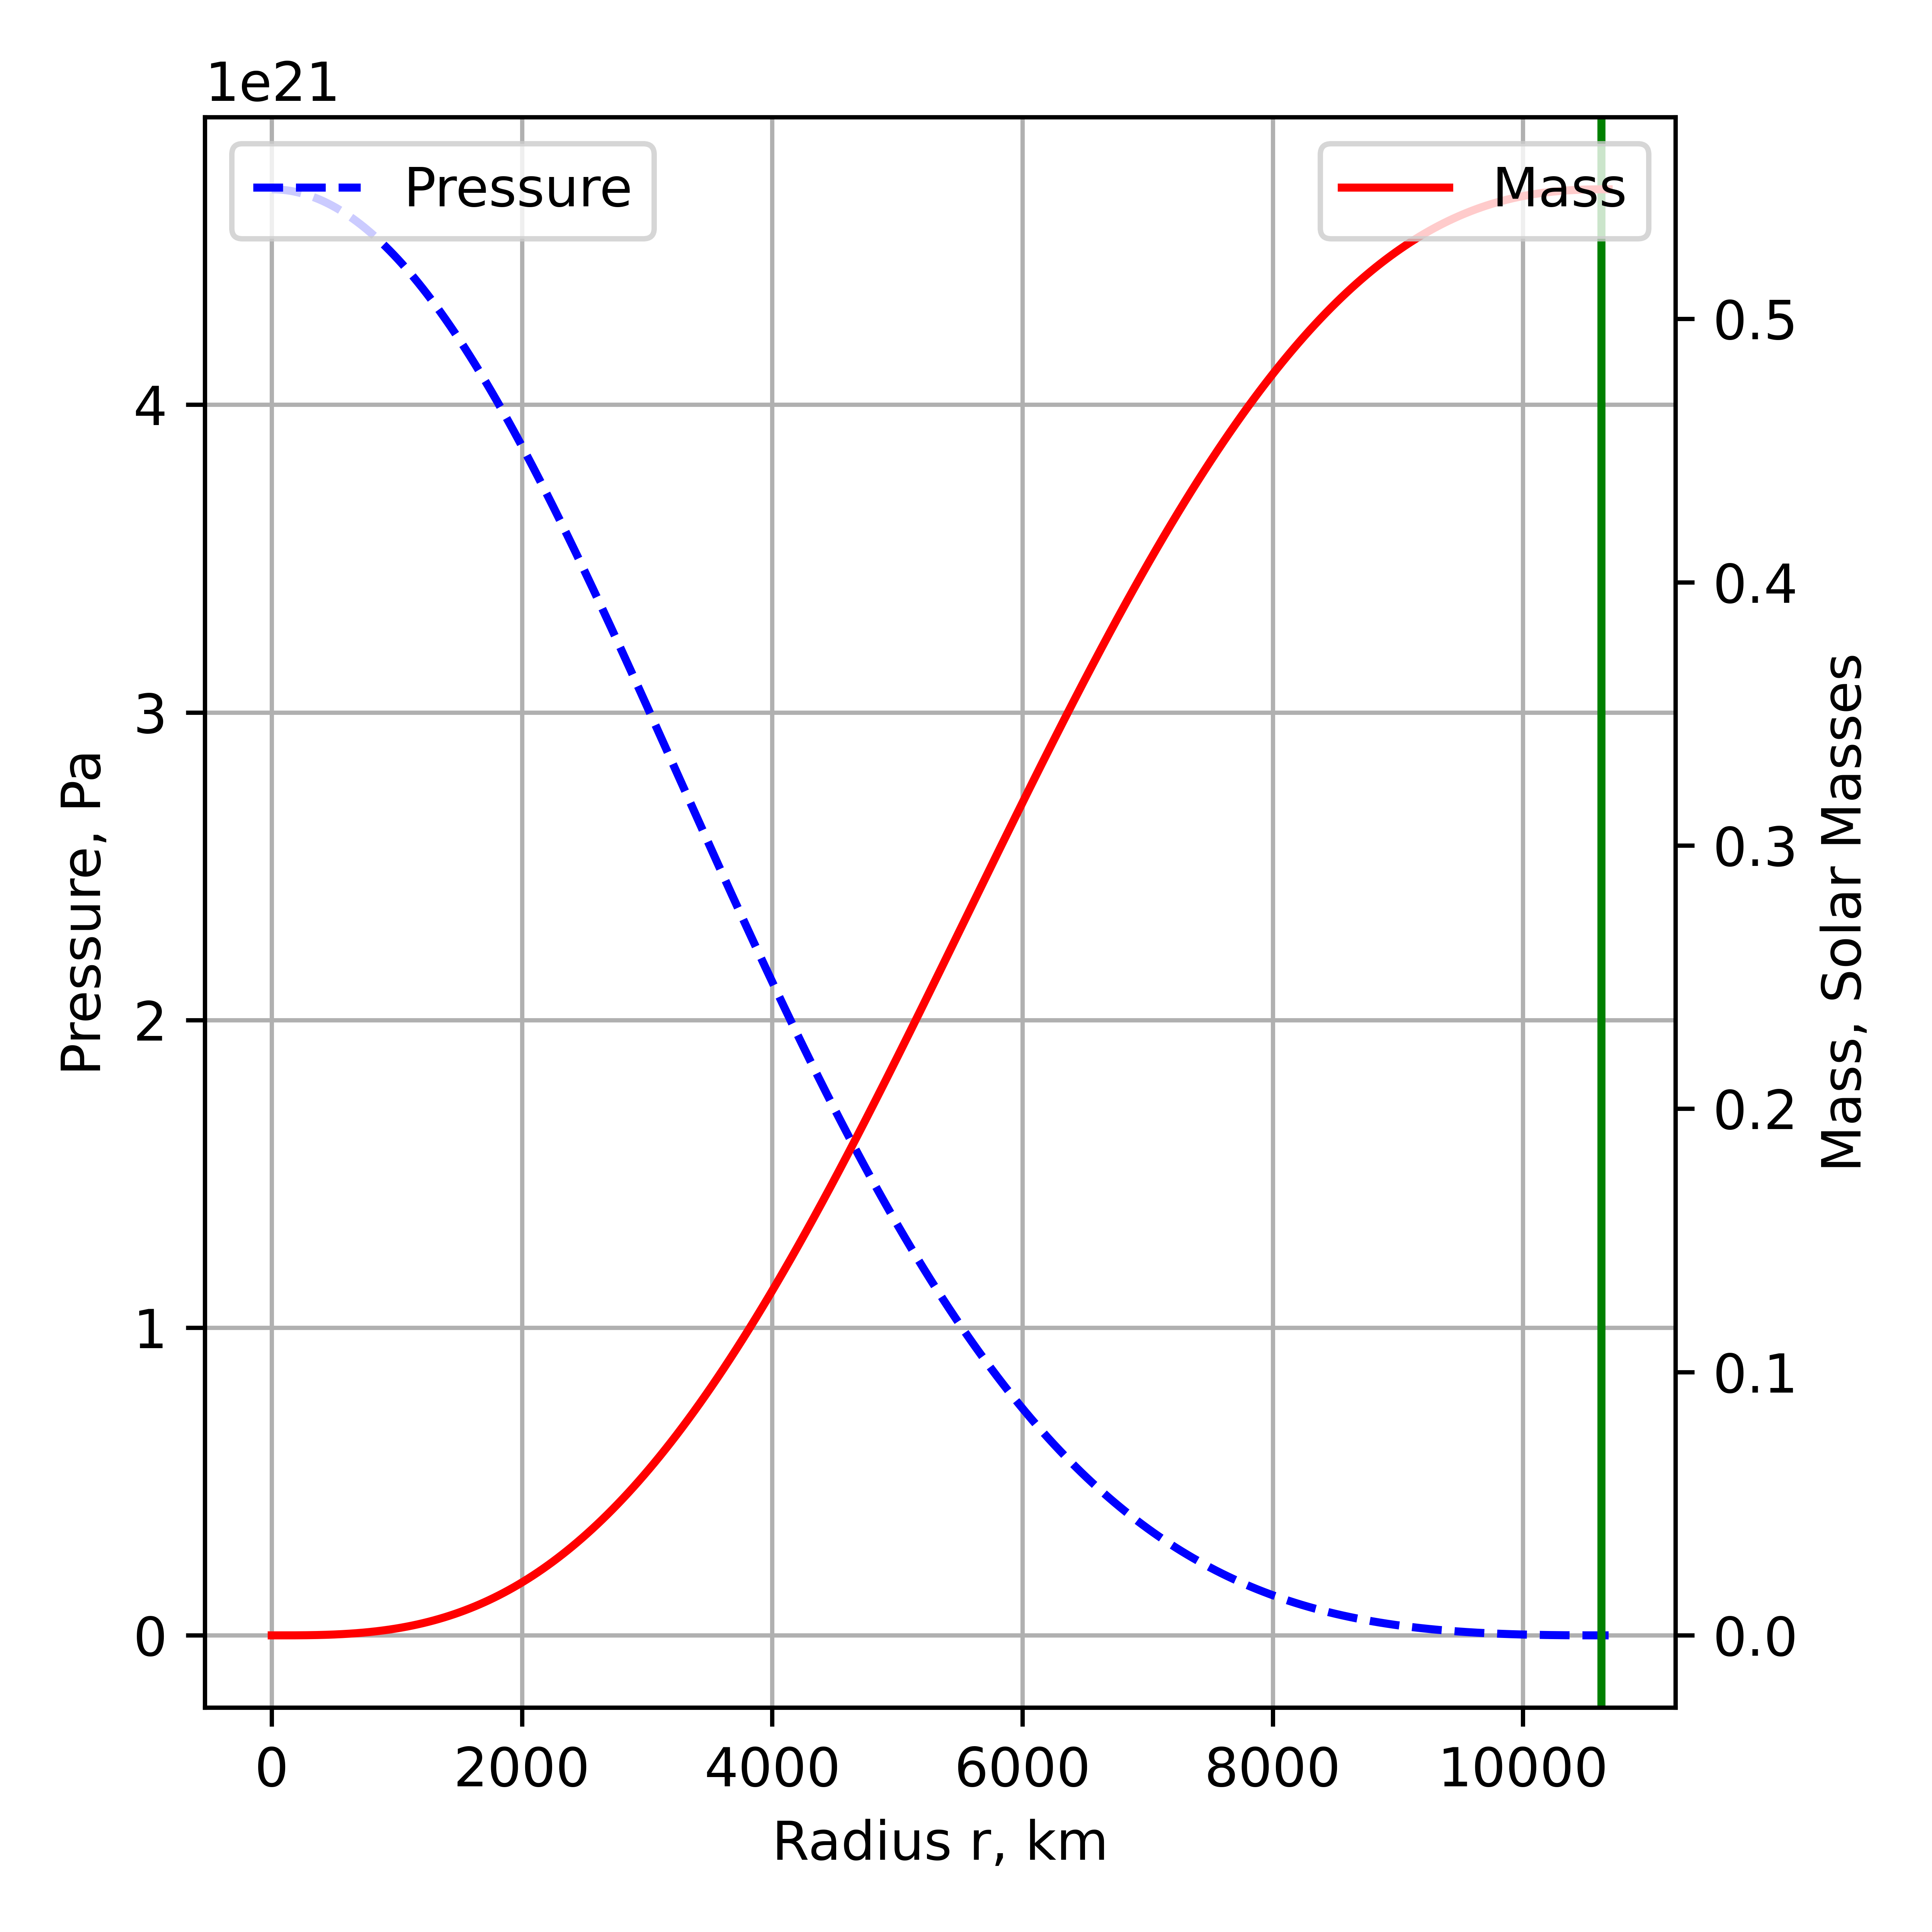 1e21
Pressure
Mass
4
3
2
1
0
Pressure, Pa
0.5
0.4
0.3
0.2
0.1
0.0
Mass, Solar Masses
0 2000 4000 6000 8000 10000
Radius r, km